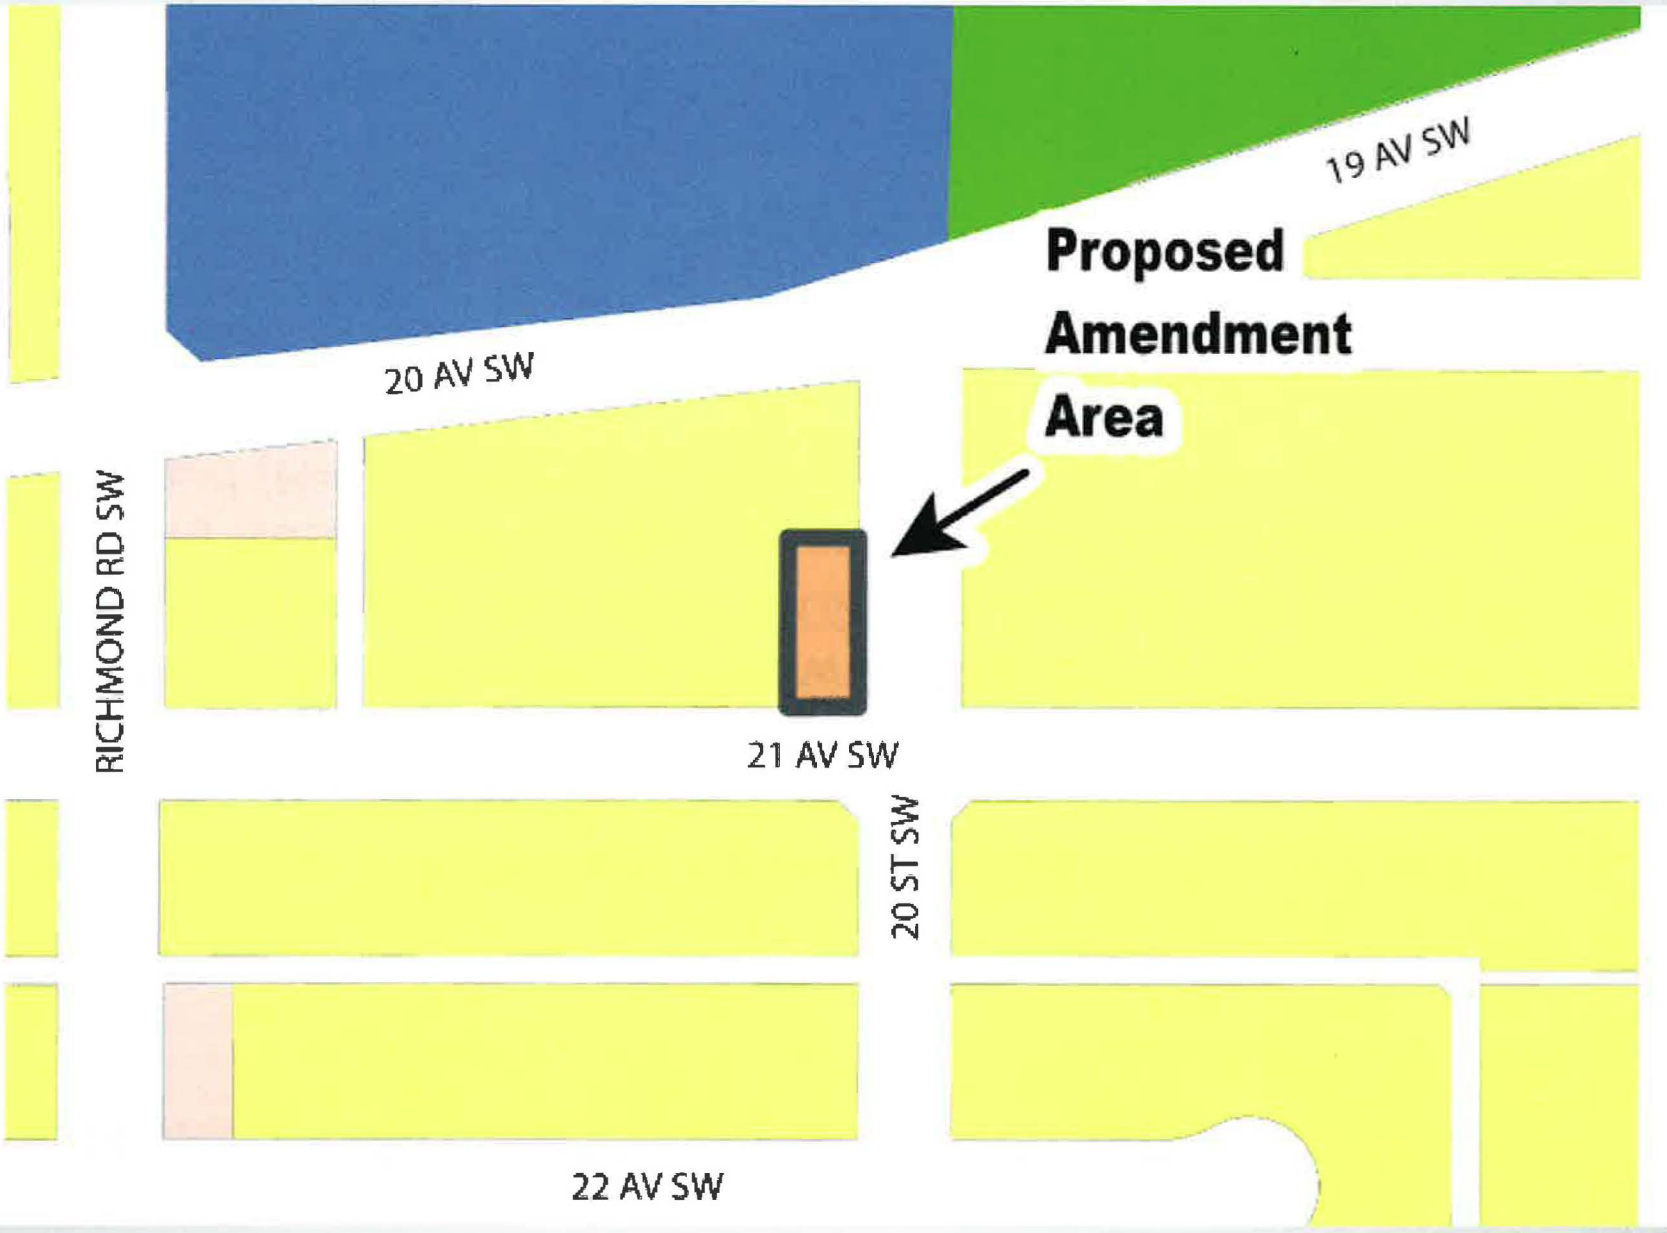 19 AV SW
Proposed
Amendment
Area
20 AV SW
RICHMOND RD SW
21 AV SW
20 ST SW
22 AV SW